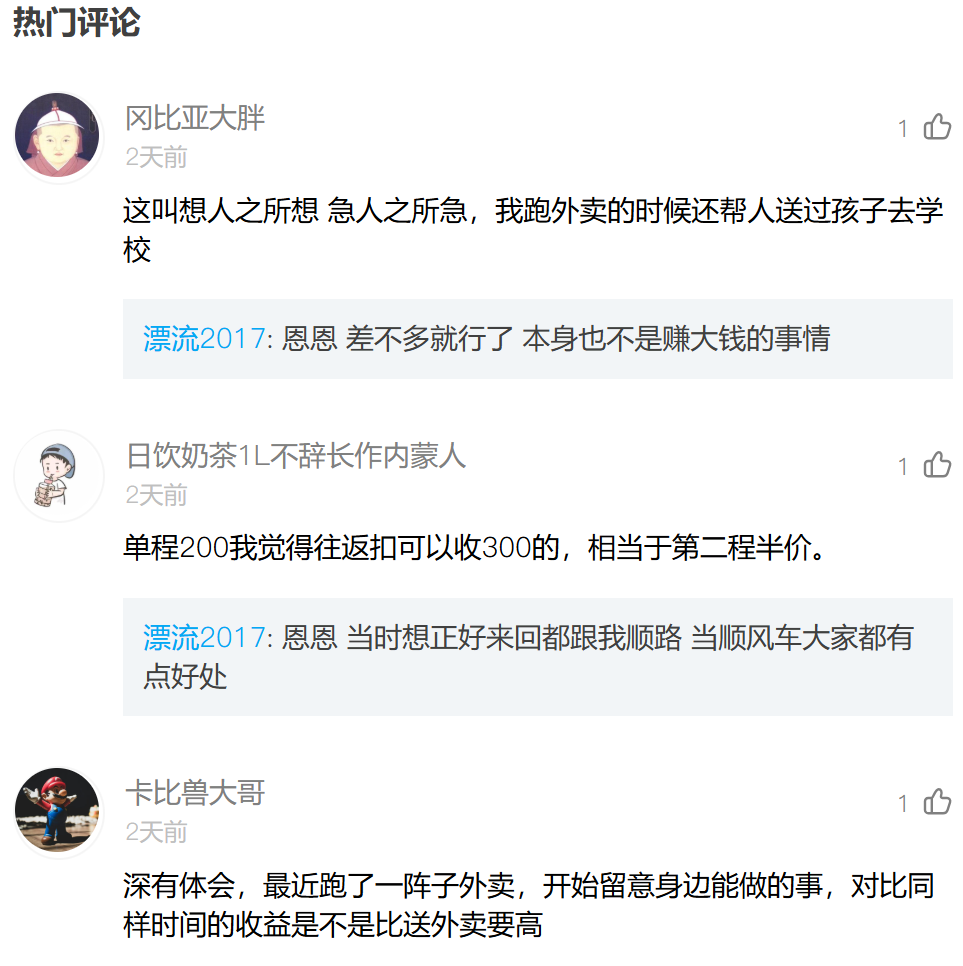 热门评论
冈比亚大胖
1
2天前
这叫想人之所想 急人之所急，我跑外卖的时候还帮人送过孩子去学
校
漂流2017: 恩恩 差不多就行了 本身也不是赚大钱的事情
日饮奶茶1L不辞长作内蒙人
1
2天前
单程200我觉得往返扣可以收300的，相当于第二程半价。
漂流2017: 恩恩 当时想正好来回都跟我顺路 当顺风车大家都有
点好处
卡比兽大哥
1
2天前
深有体会，最近跑了一阵子外卖，开始留意身边能做的事，对比同
样时间的收益是不是比送外卖要高